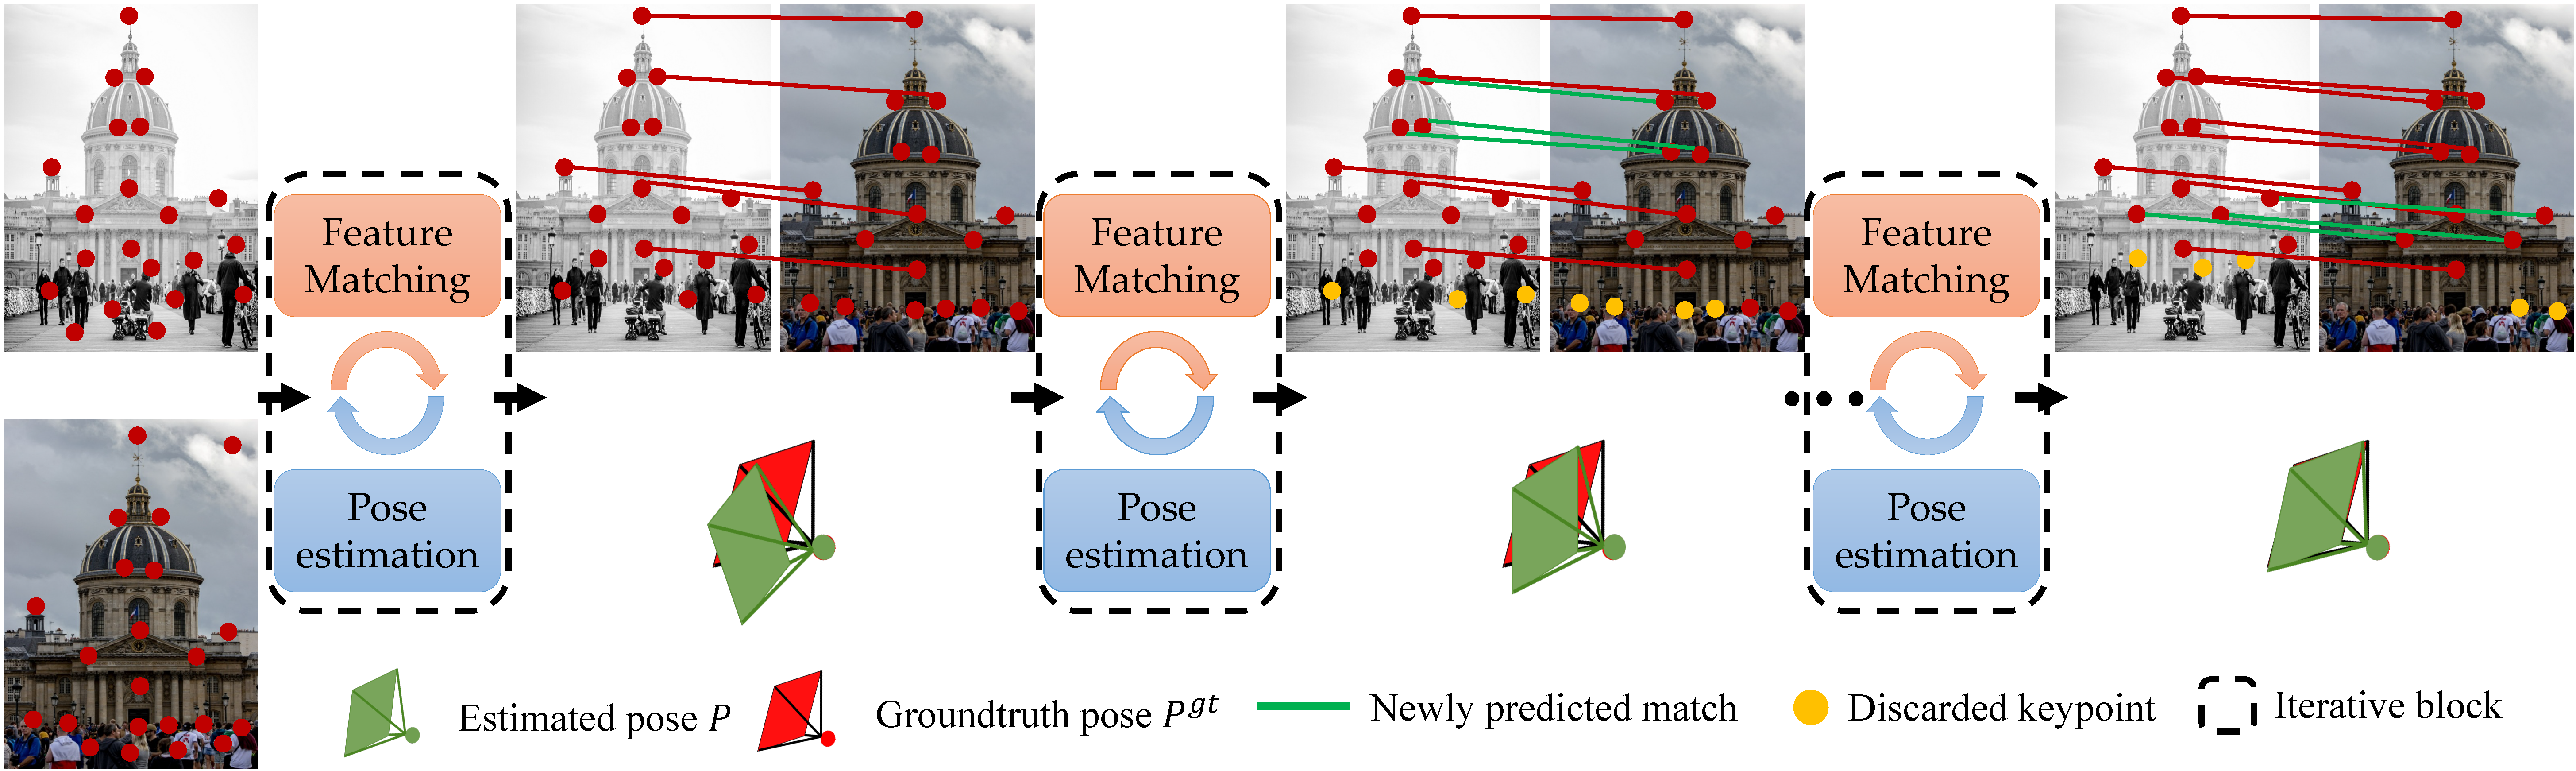 Feature
Matching
Pose
estimation
Feature
Matching
Pose
estimation
Feature
Matching
Pose
estimation
Estimated pose P
Groundtruth pose P^gt
Newly predicted match
Discarded keypoint
Iterative block